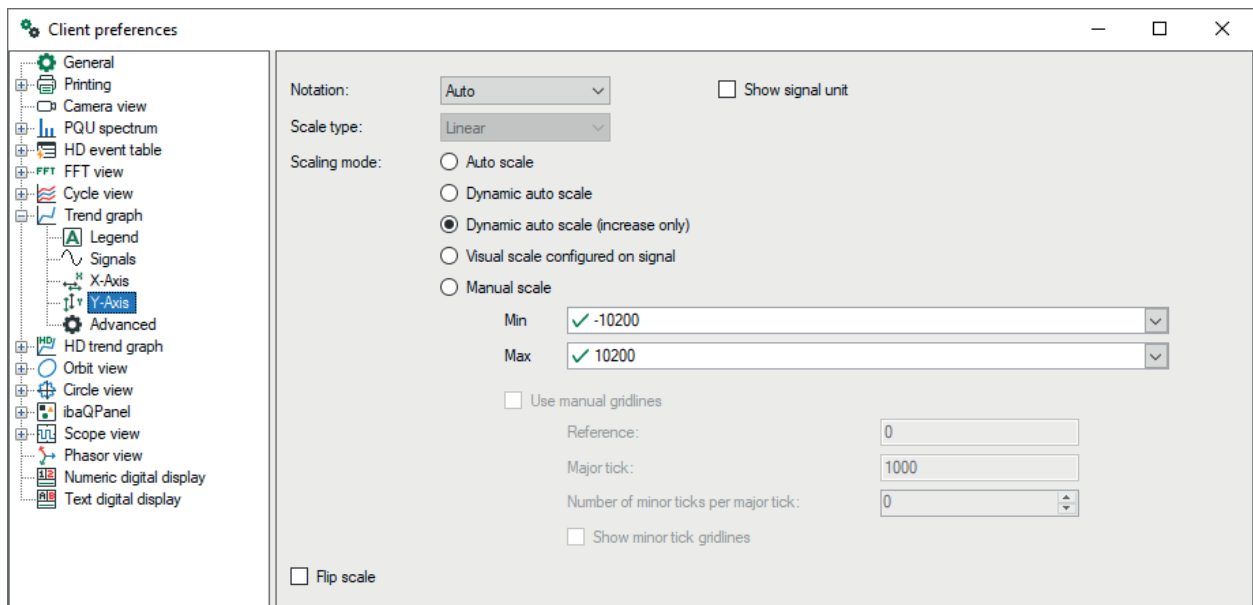 Client preferences
General
Printing
Camera view
PQU spectrum
HD event table
FFT FFT view
Cycle view
Trend graph
A Legend
Signals
X X-Axis
Y Y-Axis
Advanced
HD HD trend graph
Orbit view
Circle view
ibaQPanel
Scope view
Phasor view
12 Numeric digital display
AB Text digital display
Notation: Auto Show signal unit
Scale type: Linear
Scaling mode: Auto scale
Dynamic auto scale
Dynamic auto scale (increase only)
Visual scale configured on signal
Manual scale
Min -10200
Max 10200
Use manual gridlines
Reference: 0
Major tick: 1000
Number of minor ticks per major tick: 0
Show minor tick gridlines
Flip scale